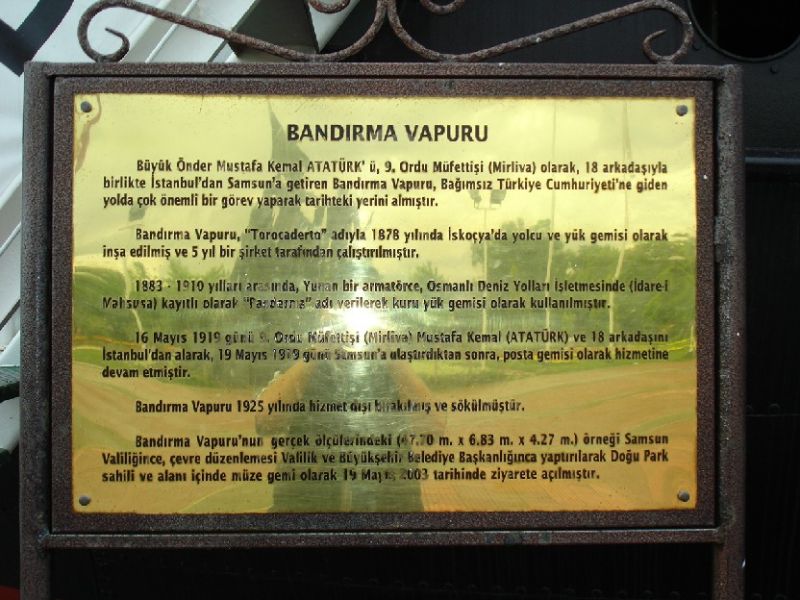 BANDIRMA VAPURU
Büyük Önder Mustafa Kemal ATATÜRK' ü, 9. Ordu Müfettişi (Mirliva) olarak, 18 arkadaşıyla
birlikte İstanbul'dan Samsun'a getiren Bandırma Vapuru, Bağımsız Türkiye Cumhuriyeti'ne giden
yolda çok önemli bir görev yaparak tarihteki yerini almıştır.
Bandırma Vapuru, "Torocaderto" adıyla 1878 yılında İskoçya'da yolcu ve yük gemisi olarak
inşa edilmiş ve 5 yıl bir şirket tarafından çalıştırılmıştır.
1883 - 1910 yılları arasında, Yunan bir armatörce, Osmanlı Deniz Yolları İşletmesinde (İdare-i
Mahsusa) kayıtlı olarak "Pandarma" adı verilerek kuru yük gemisi olarak kullanılmıştır.
16 Mayıs 1919 günü 9. Ordu Müfettişi (Mirliva) Mustafa Kemal (ATATÜRK) ve 18 arkadaşını
İstanbul'dan alarak, 19 Mayıs 1919 günü Samsun'a ulaştırdıktan sonra, posta gemisi olarak hizmetine
devam etmiştir.
Bandırma Vapuru 1925 yılında hizmet dışı bırakılmış ve sökülmüştür.
Bandırma Vapuru'nun gerçek ölçülerindeki (47.70 m. x 6.83 m. x 4.27 m.) örneği Samsun
Valiliğince, çevre düzenlemesi Valilik ve Büyükşehir Belediye Başkanlığınca yaptırılarak Doğu Park
sahili ve alanı içinde müze gemi olarak 19 Mayıs 2003 tarihinde ziyarete açılmıştır.